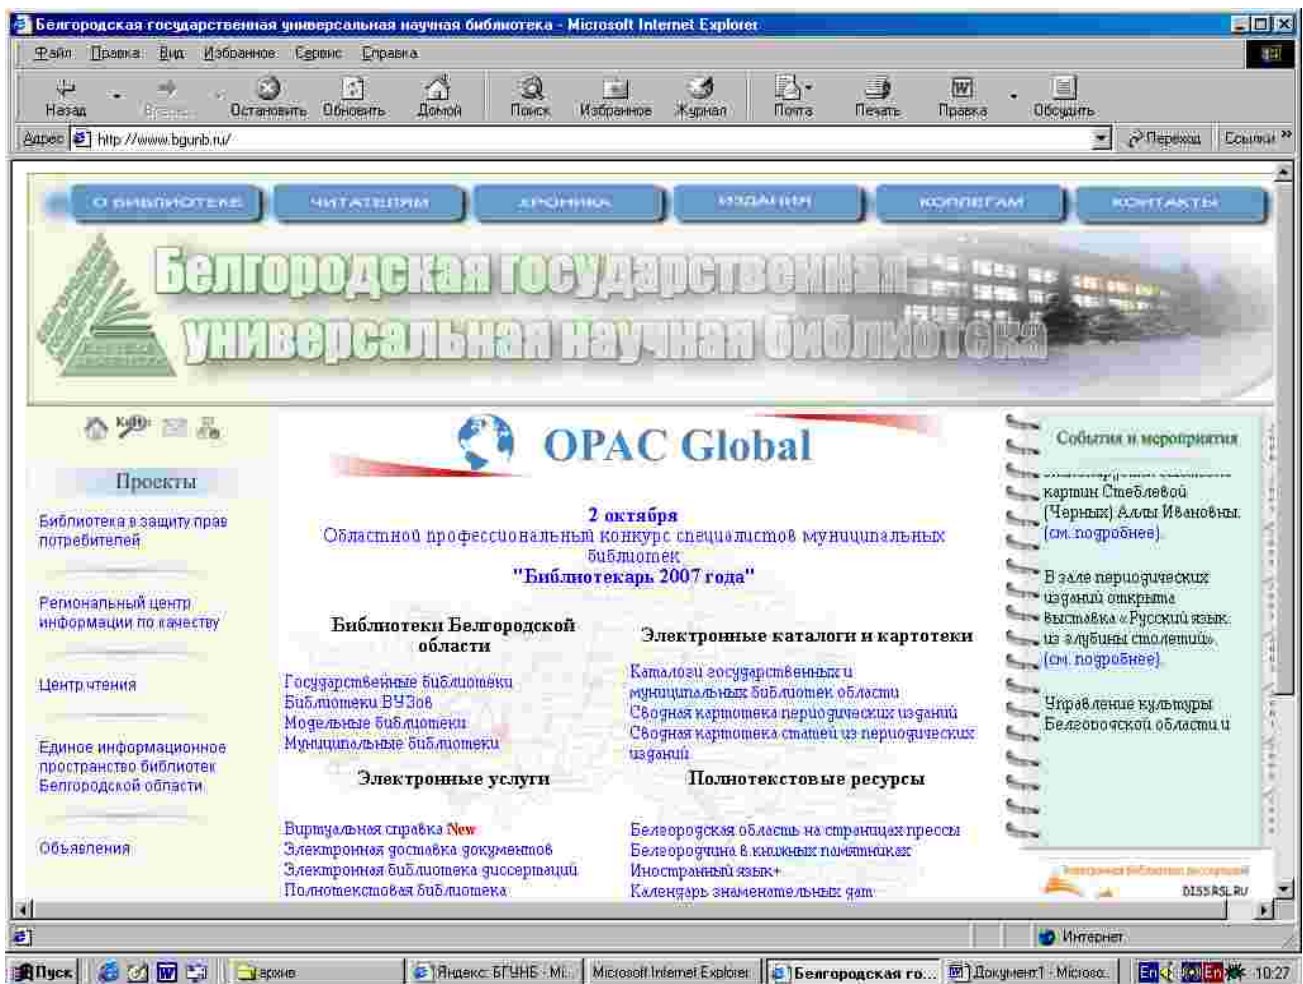 Белгородская государственная универсальная научная библиотека - Microsoft Internet Explorer
Файл Правка Вид Избранное Сервис Справка
Назад Вперед Остановить Обновить Домой Поиск Избранное Журнал Почта Печать Правка Обсудить
Адрес http://www.bgunb.ru/ Переход Ссылки »
О БИБЛИОТЕКЕ ЧИТАТЕЛЯМ ХРОНИКА ИЗДАНИЯ КОЛЛЕГАМ КОНТАКТЫ
Белгородская государственная
универсальная научная библиотека
Проекты
Библиотека в защиту прав
потребителей
Региональный центр
информации по качеству
Центр чтения
Единое информационное
пространство библиотек
Белгородской области
Объявления
OPAC Global
2 октября
Областной профессиональный конкурс специалистов муниципальных
библиотек
"Библиотекарь 2007 года"
Библиотеки Белгородской
области
Государственные библиотеки
Библиотеки ВУЗов
Модельные библиотеки
Муниципальные библиотеки
Электронные каталоги и картотеки
Каталоги государственных и
муниципальных библиотек области
Сводная картотека периодических изданий
Сводная картотека статей из периодических
изданий
Электронные услуги
Виртуальная справка New
Электронная доставка документов
Электронная библиотека диссертаций
Полнотекстовая библиотека
Полнотекстовые ресурсы
Белгородская область на страницах прессы
Белгородчина в книжных памятниках
Иностранный язык+
Календарь знаменательных дат
События и мероприятия
картин Стеблевой
(Черных) Аллы Ивановны.
(см. подробнее).
В зале периодических
изданий открыта
выставка «Русский язык:
из глубины столетий».
(см. подробнее).
Управление культуры
Белгородской области и
Электронная библиотека диссертаций
DISS.RSL.RU
Интернет
Пуск архив Яндекс: БГУНБ - Mi... Microsoft Internet Explorer Белгородская го... Документ1 - Microso... En En 10:27